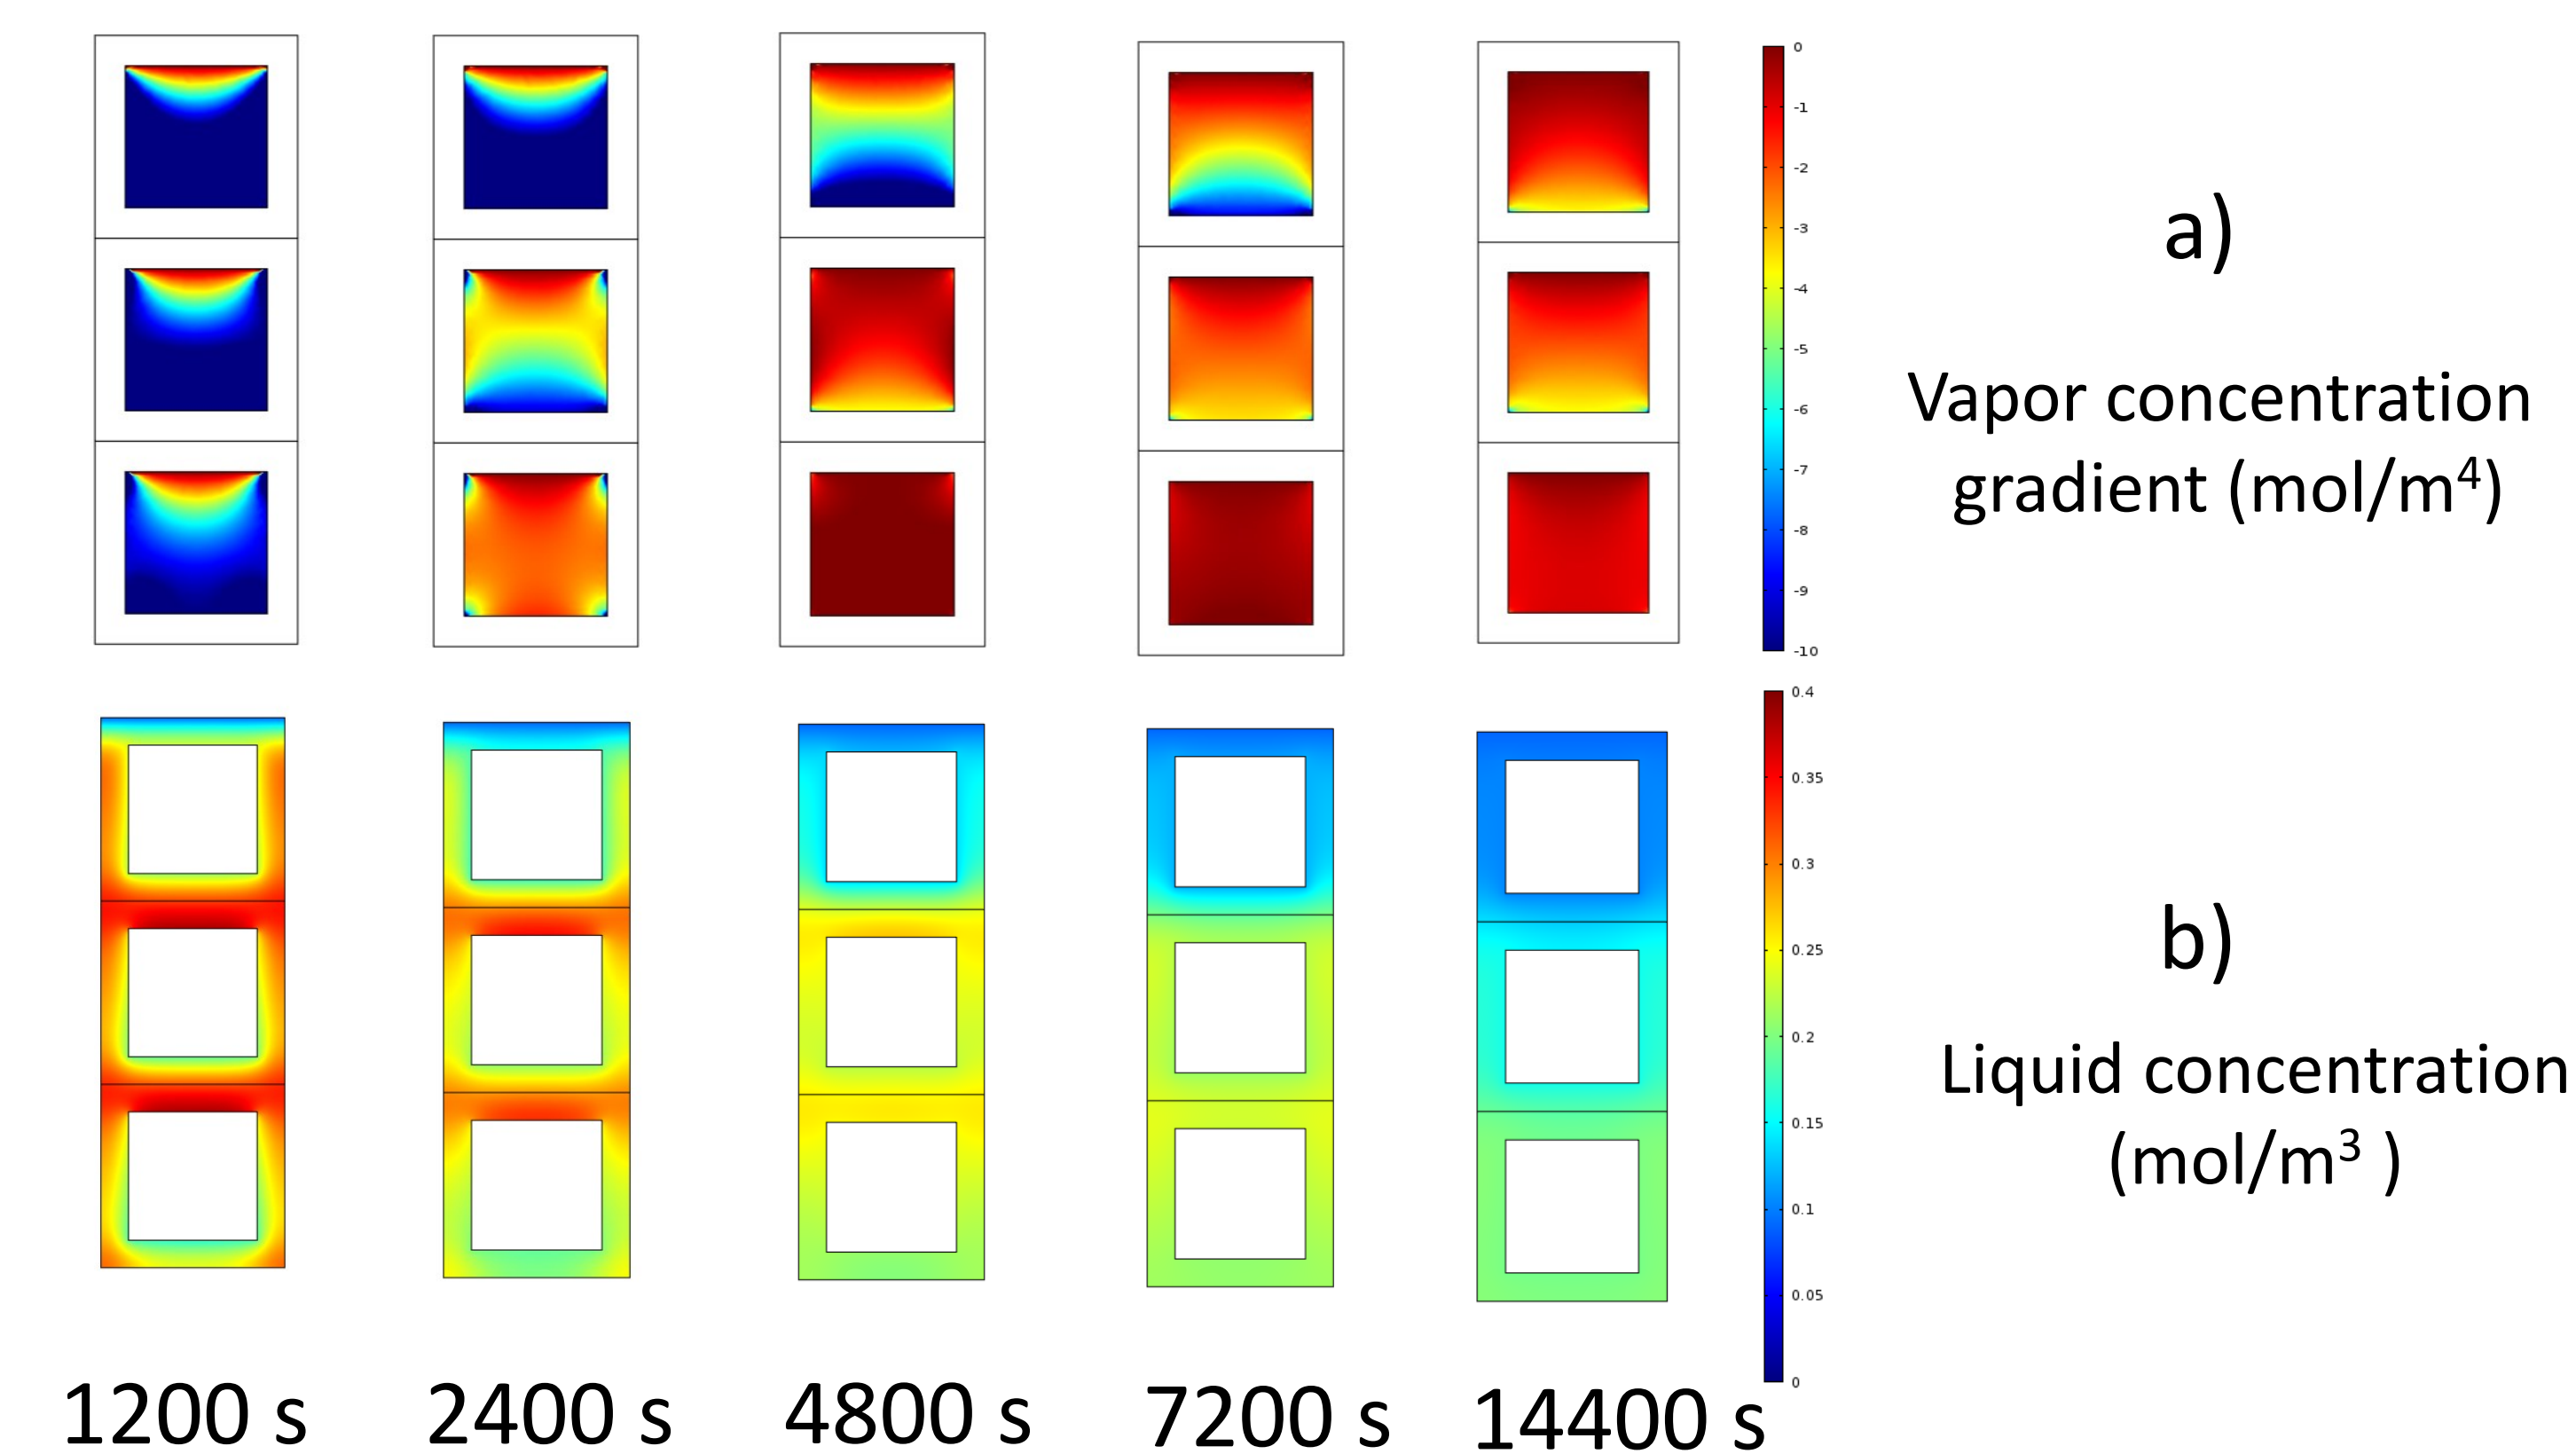 0
-1
-2
-3
-4
-5
-6
-7
-8
-9
-10
a)
Vapor concentration
gradient (mol/m⁴)
0.4
0.35
0.3
0.25
0.2
0.15
0.1
0.05
0
b)
Liquid concentration
(mol/m³ )
1200 s
2400 s
4800 s
7200 s
14400 s